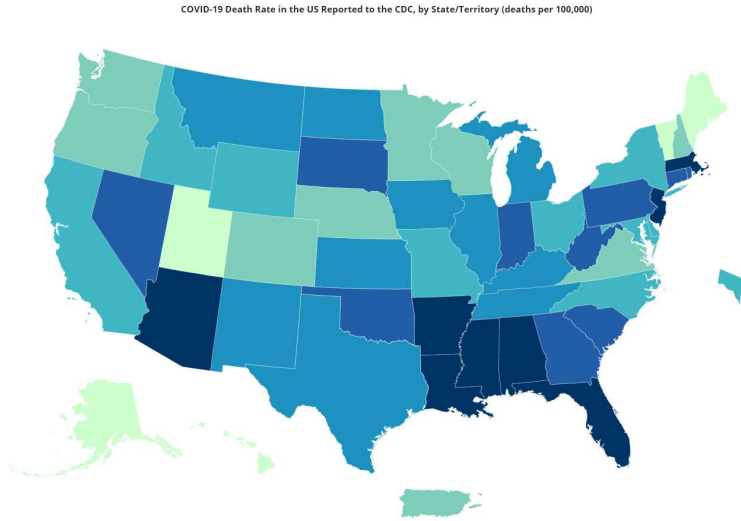 COVID-19 Death Rate in the US Reported to the CDC, by State/Territory (deaths per 100,000)